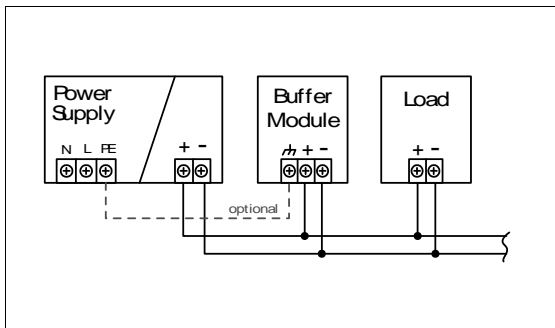 Power
Supply
N L PE
+ -
Buffer
Module
+ -
Load
+ -
optional